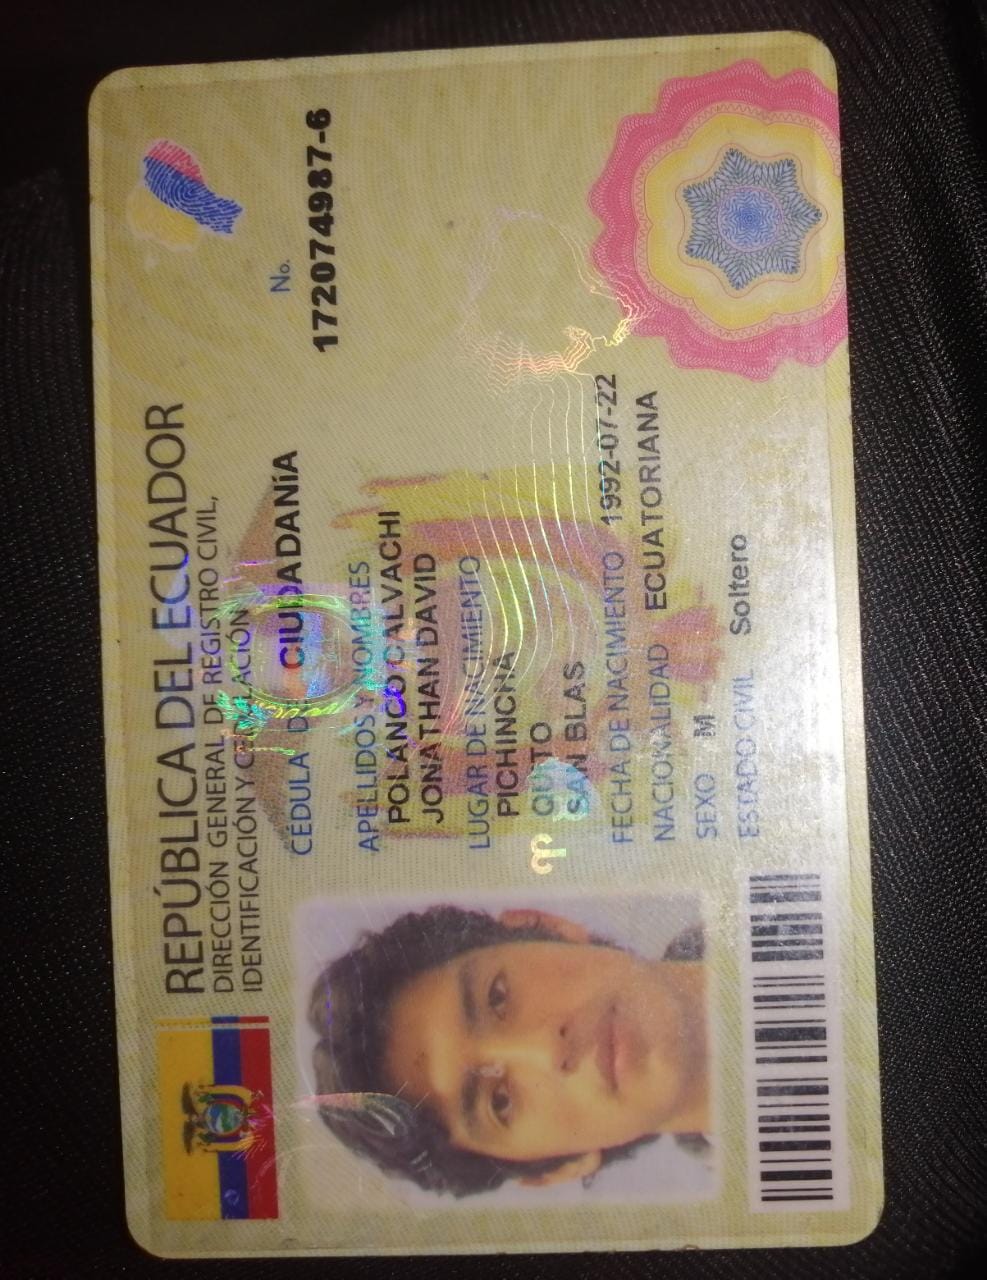 REPÚBLICA DEL ECUADOR
DIRECCIÓN GENERAL DE REGISTRO CIVIL,
IDENTIFICACIÓN Y CEDULACIÓN
CÉDULA DE CIUDADANíA
No. 172074987-6
APELLIDOS Y NOMBRES
POLANCO CALVACHI
JONATHAN DAVID
LUGAR DE NACIMIENTO
PICHINCHA
QUITO
SAN BLAS
FECHA DE NACIMIENTO 1992-07-22
NACIONALIDAD ECUATORIANA
SEXO M
ESTADO CIVIL Soltero